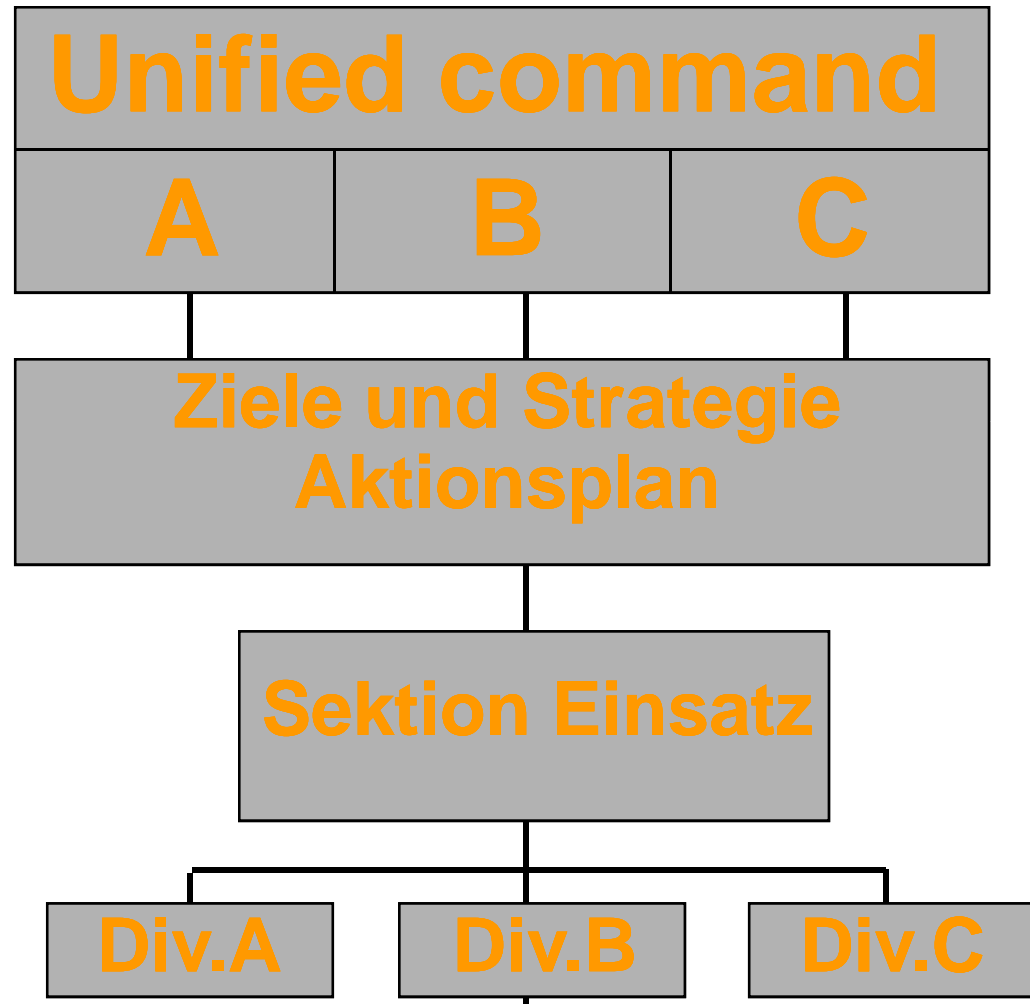 Unified command
A B C
Ziele und Strategie
Aktionsplan
Sektion Einsatz
Div.A Div.B Div.C